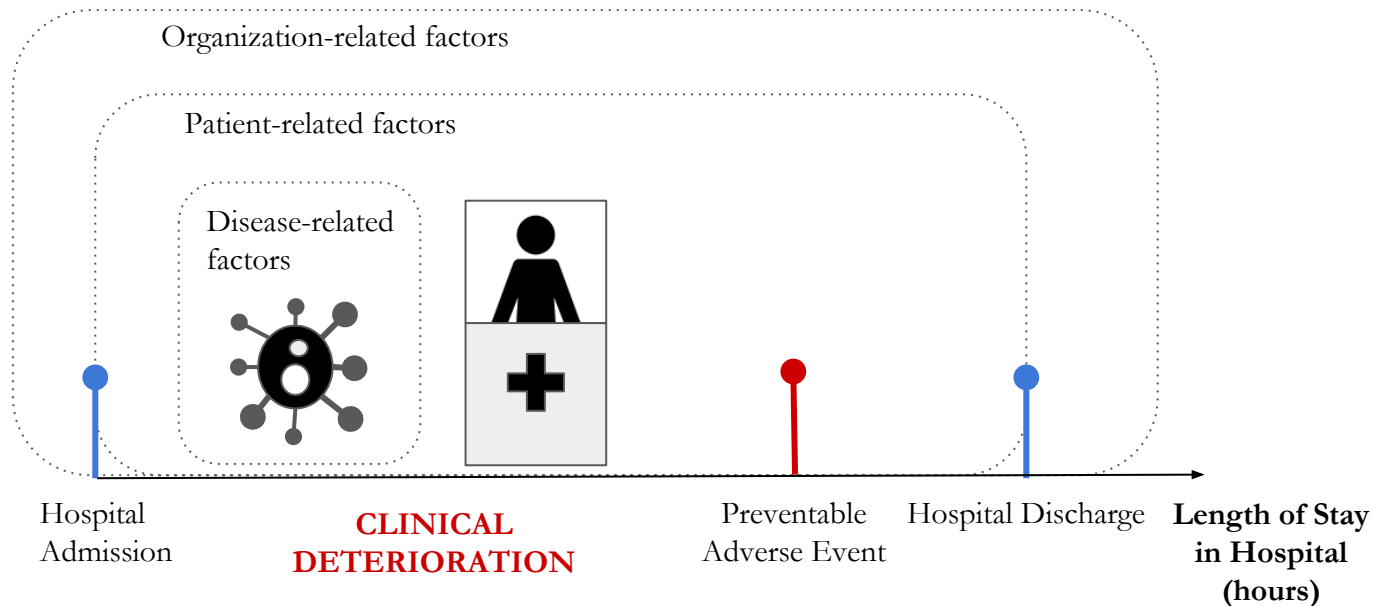 Organization-related factors
Patient-related factors
Disease-related
factors
Hospital
Admission
CLINICAL
DETERIORATION
Preventable
Adverse Event
Hospital Discharge
Length of Stay
in Hospital
(hours)